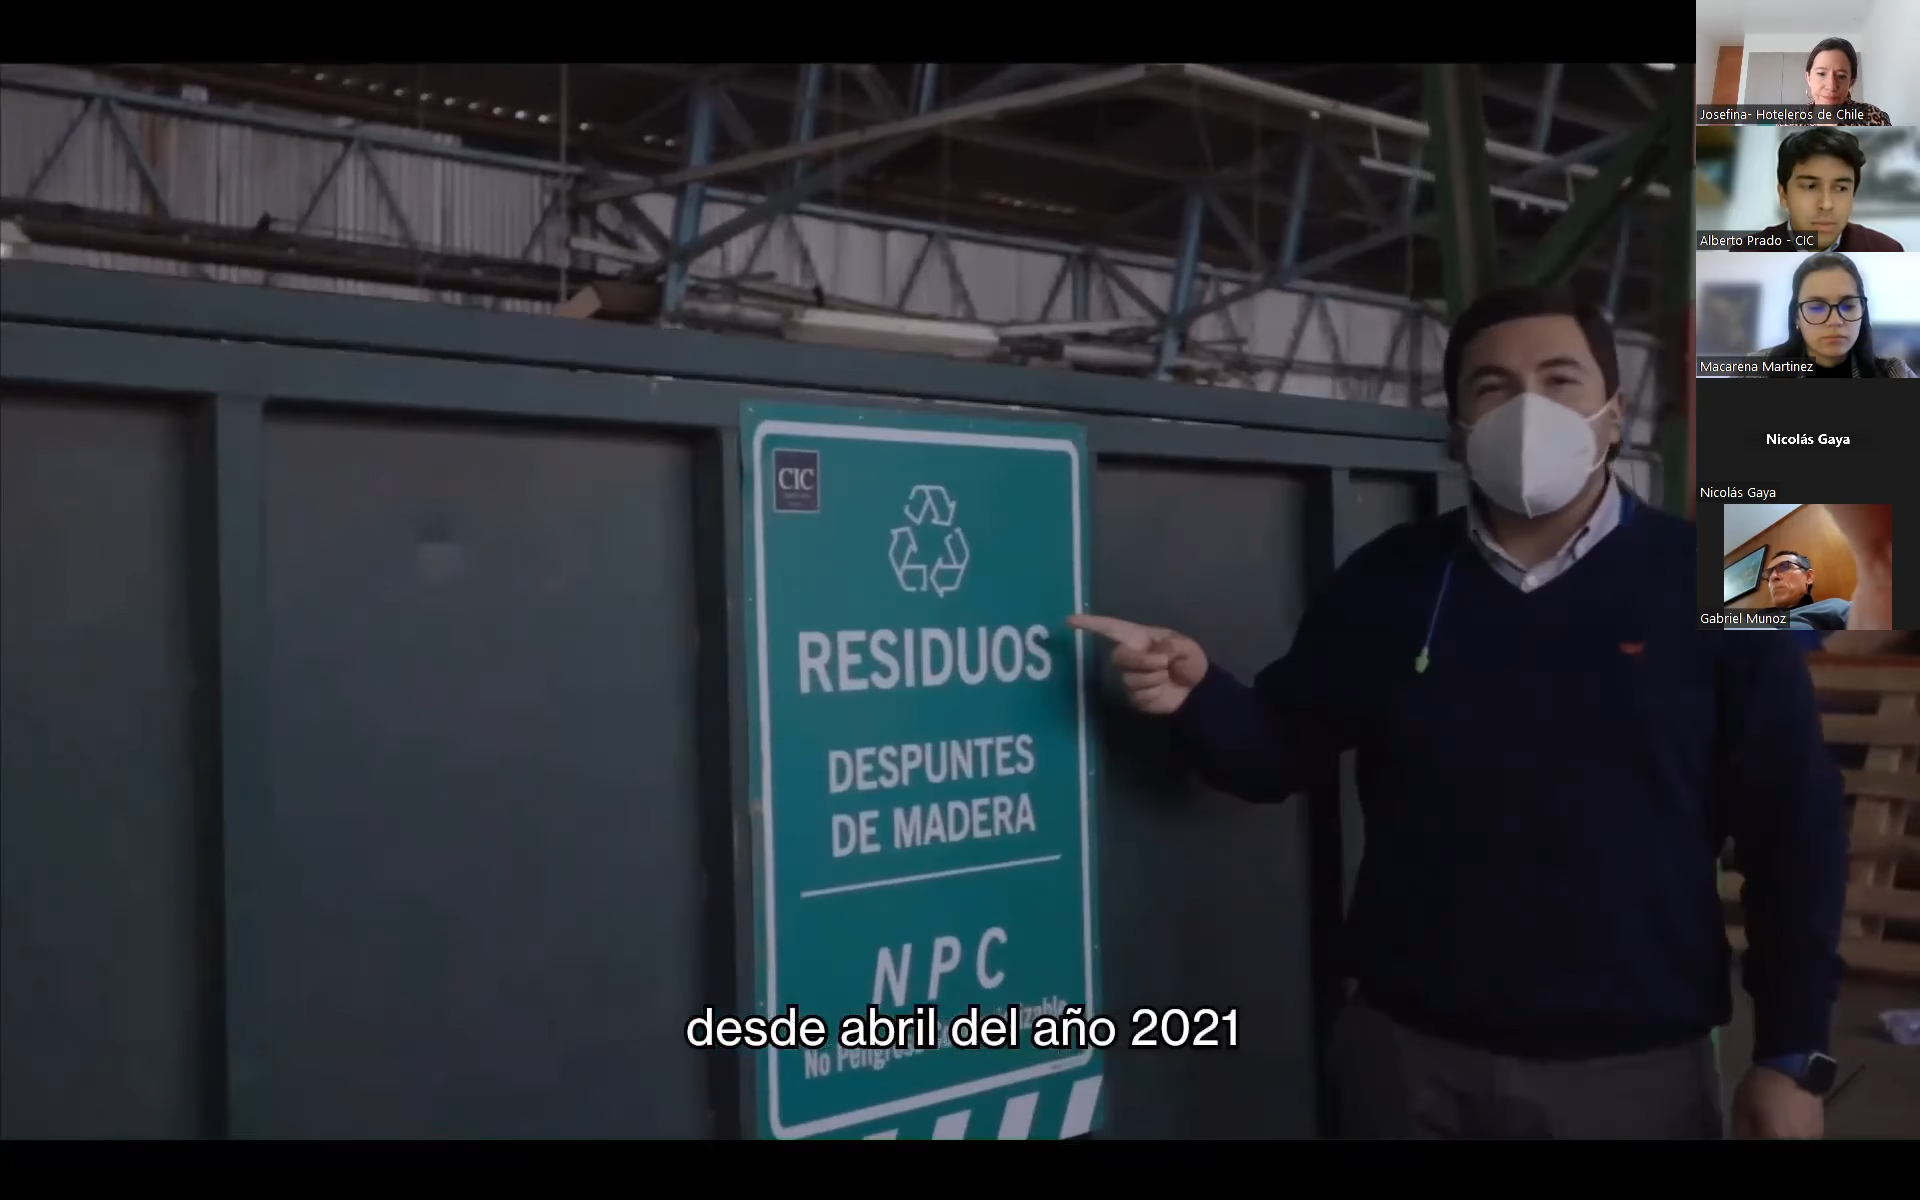 CIC
RESIDUOS
DESPUNTES
DE MADERA
N P C
No
desde abril del año 2021
Josefina- Hoteleros de Chile
Alberto Prado - CIC
Macarena Martinez
Nicolás Gaya
Nicolás Gaya
Gabriel Munoz